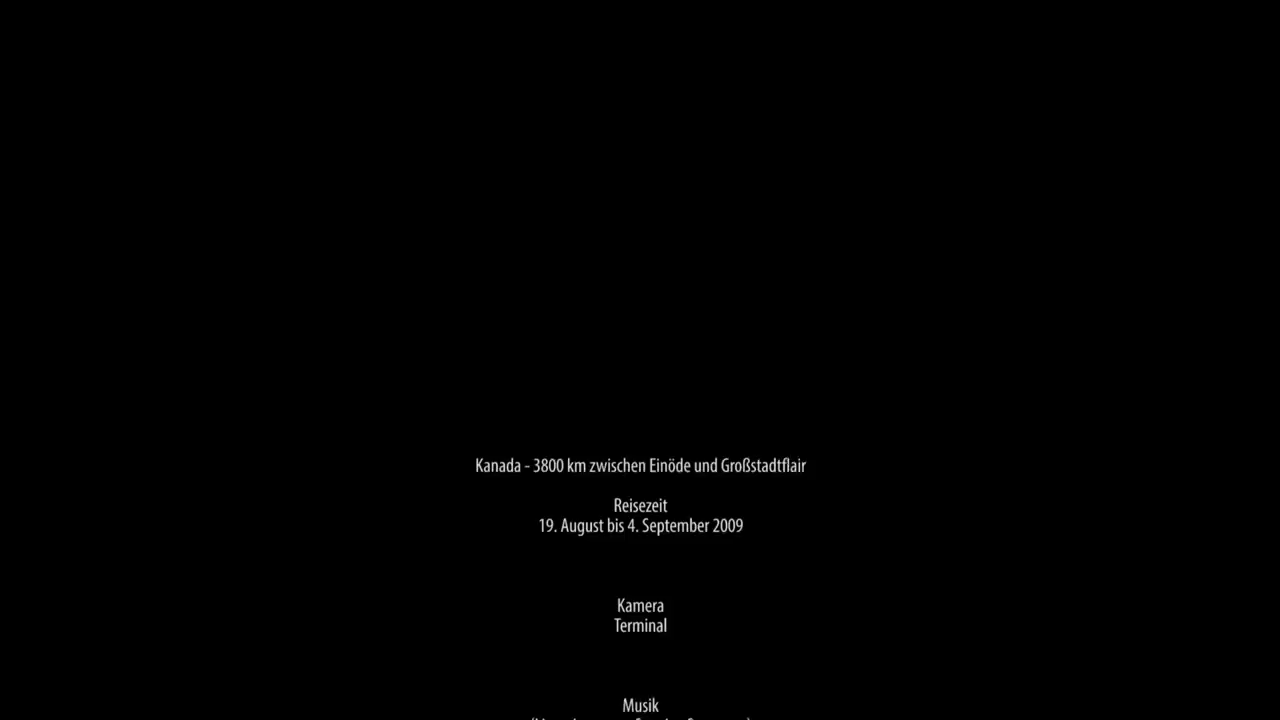 Kanada - 3800 km zwischen Einöde und Großstadtflair
Reisezeit
19. August bis 4. September 2009
Kamera
Terminal
Musik